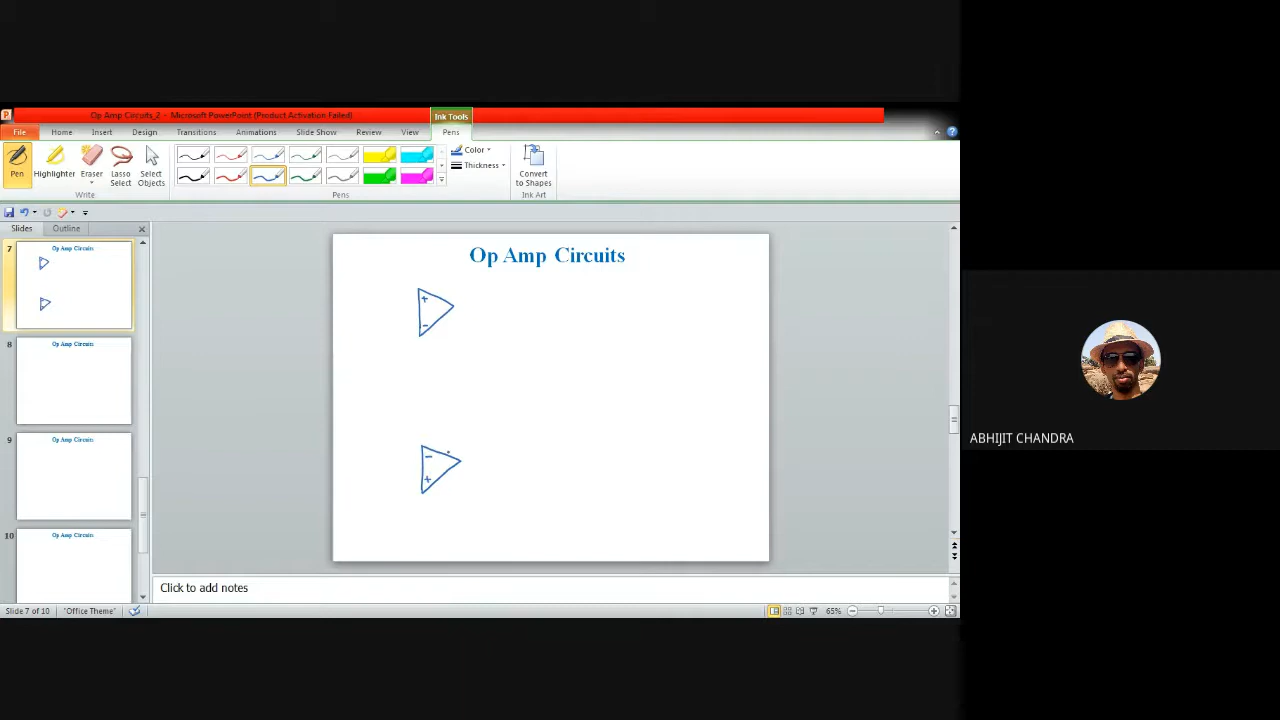 Op Amp Circuits_2 - Microsoft PowerPoint (Product Activation Failed)
Ink Tools
File Home Insert Design Transitions Animations Slide Show Review View Pens
Pen Highlighter Eraser Lasso Select Select Objects
Color
Thickness
Convert to Shapes
Write Pens Ink Art
Slides Outline
7 Op Amp Circuits
8 Op Amp Circuits
9 Op Amp Circuits
10 Op Amp Circuits
Op Amp Circuits
+
-
-
+
ABHIJIT CHANDRA
Click to add notes
Slide 7 of 10 "Office Theme" 65%